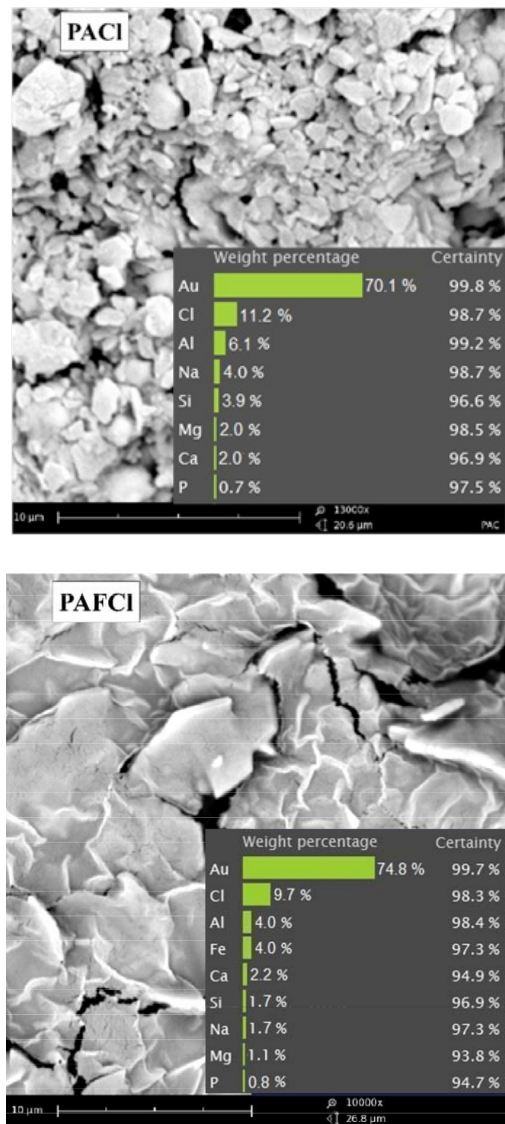 PACl
Weight percentage Certainty
Au 70.1 % 99.8 %
Cl 11.2 % 98.7 %
Al 6.1 % 99.2 %
Na 4.0 % 98.7 %
Si 3.9 % 96.6 %
Mg 2.0 % 98.5 %
Ca 2.0 % 96.9 %
P 0.7 % 97.5 %
10 µm 13000x
20.6 µm PAC
PAFCl
Weight percentage Certainty
Au 74.8 % 99.7 %
Cl 9.7 % 98.3 %
Al 4.0 % 98.4 %
Fe 4.0 % 97.3 %
Ca 2.2 % 94.9 %
Si 1.7 % 96.9 %
Na 1.7 % 97.3 %
Mg 1.1 % 93.8 %
P 0.8 % 94.7 %
10 µm 10000x
26.8 µm